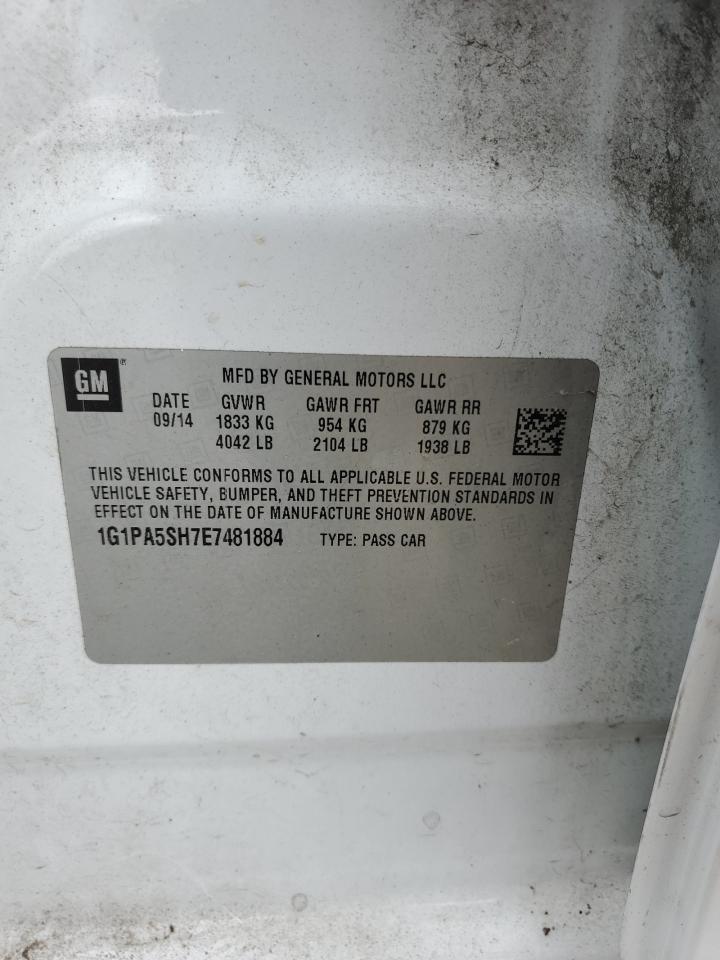 GM ®
MFD BY GENERAL MOTORS LLC
DATE GVWR GAWR FRT GAWR RR
09/14 1833 KG 954 KG 879 KG
4042 LB 2104 LB 1938 LB
THIS VEHICLE CONFORMS TO ALL APPLICABLE U.S. FEDERAL MOTOR
VEHICLE SAFETY, BUMPER, AND THEFT PREVENTION STANDARDS IN
EFFECT ON THE DATE OF MANUFACTURE SHOWN ABOVE.
1G1PA5SH7E7481884 TYPE: PASS CAR